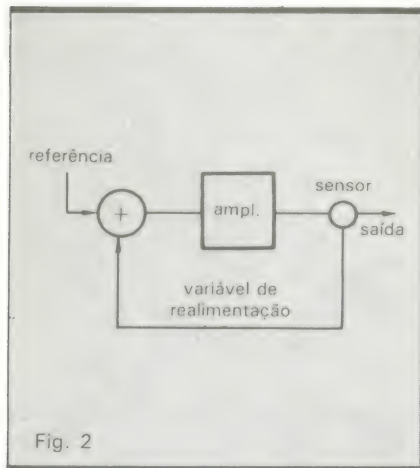 referência
+
ampl.
sensor
saída
variável de
realimentação
Fig. 2